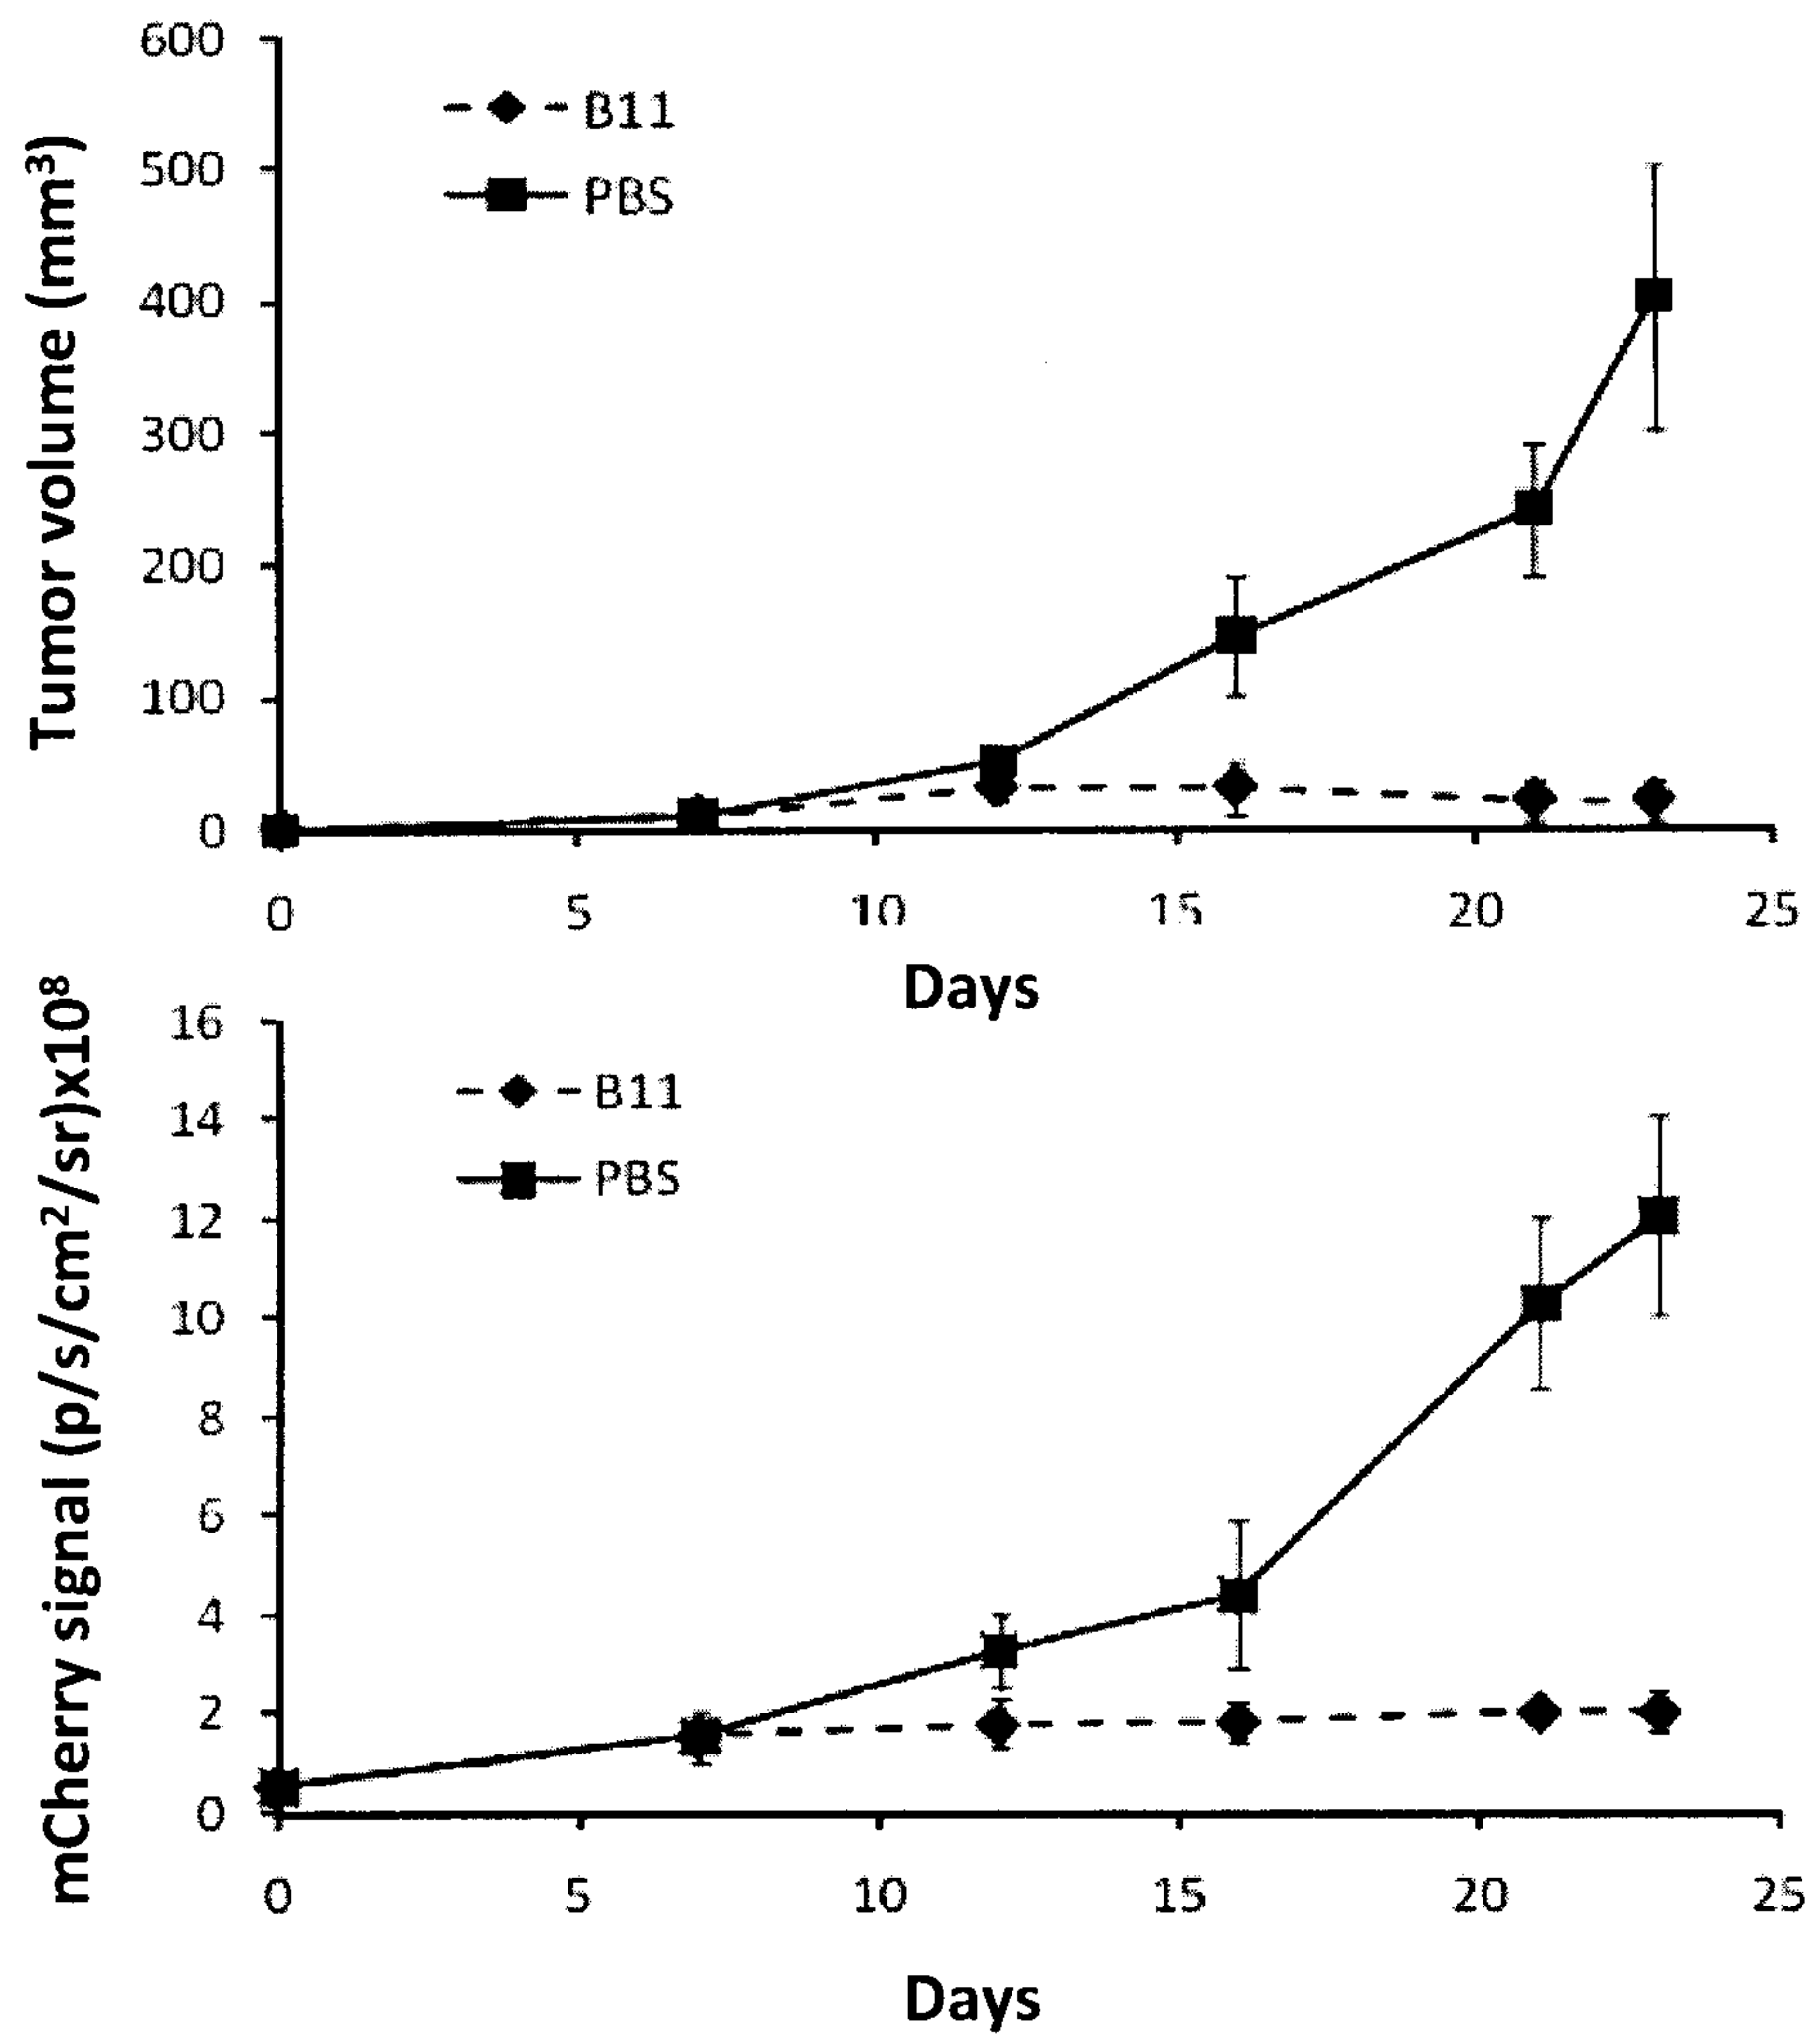 Tumor volume (mm³)
600
500
400
300
200
100
0
B11
PBS
0 5 10 15 20 25
Days
mCherry signal (p/s/cm²/sr)x10⁸
16
14
12
10
8
6
4
2
0
B11
PBS
0 5 10 15 20 25
Days